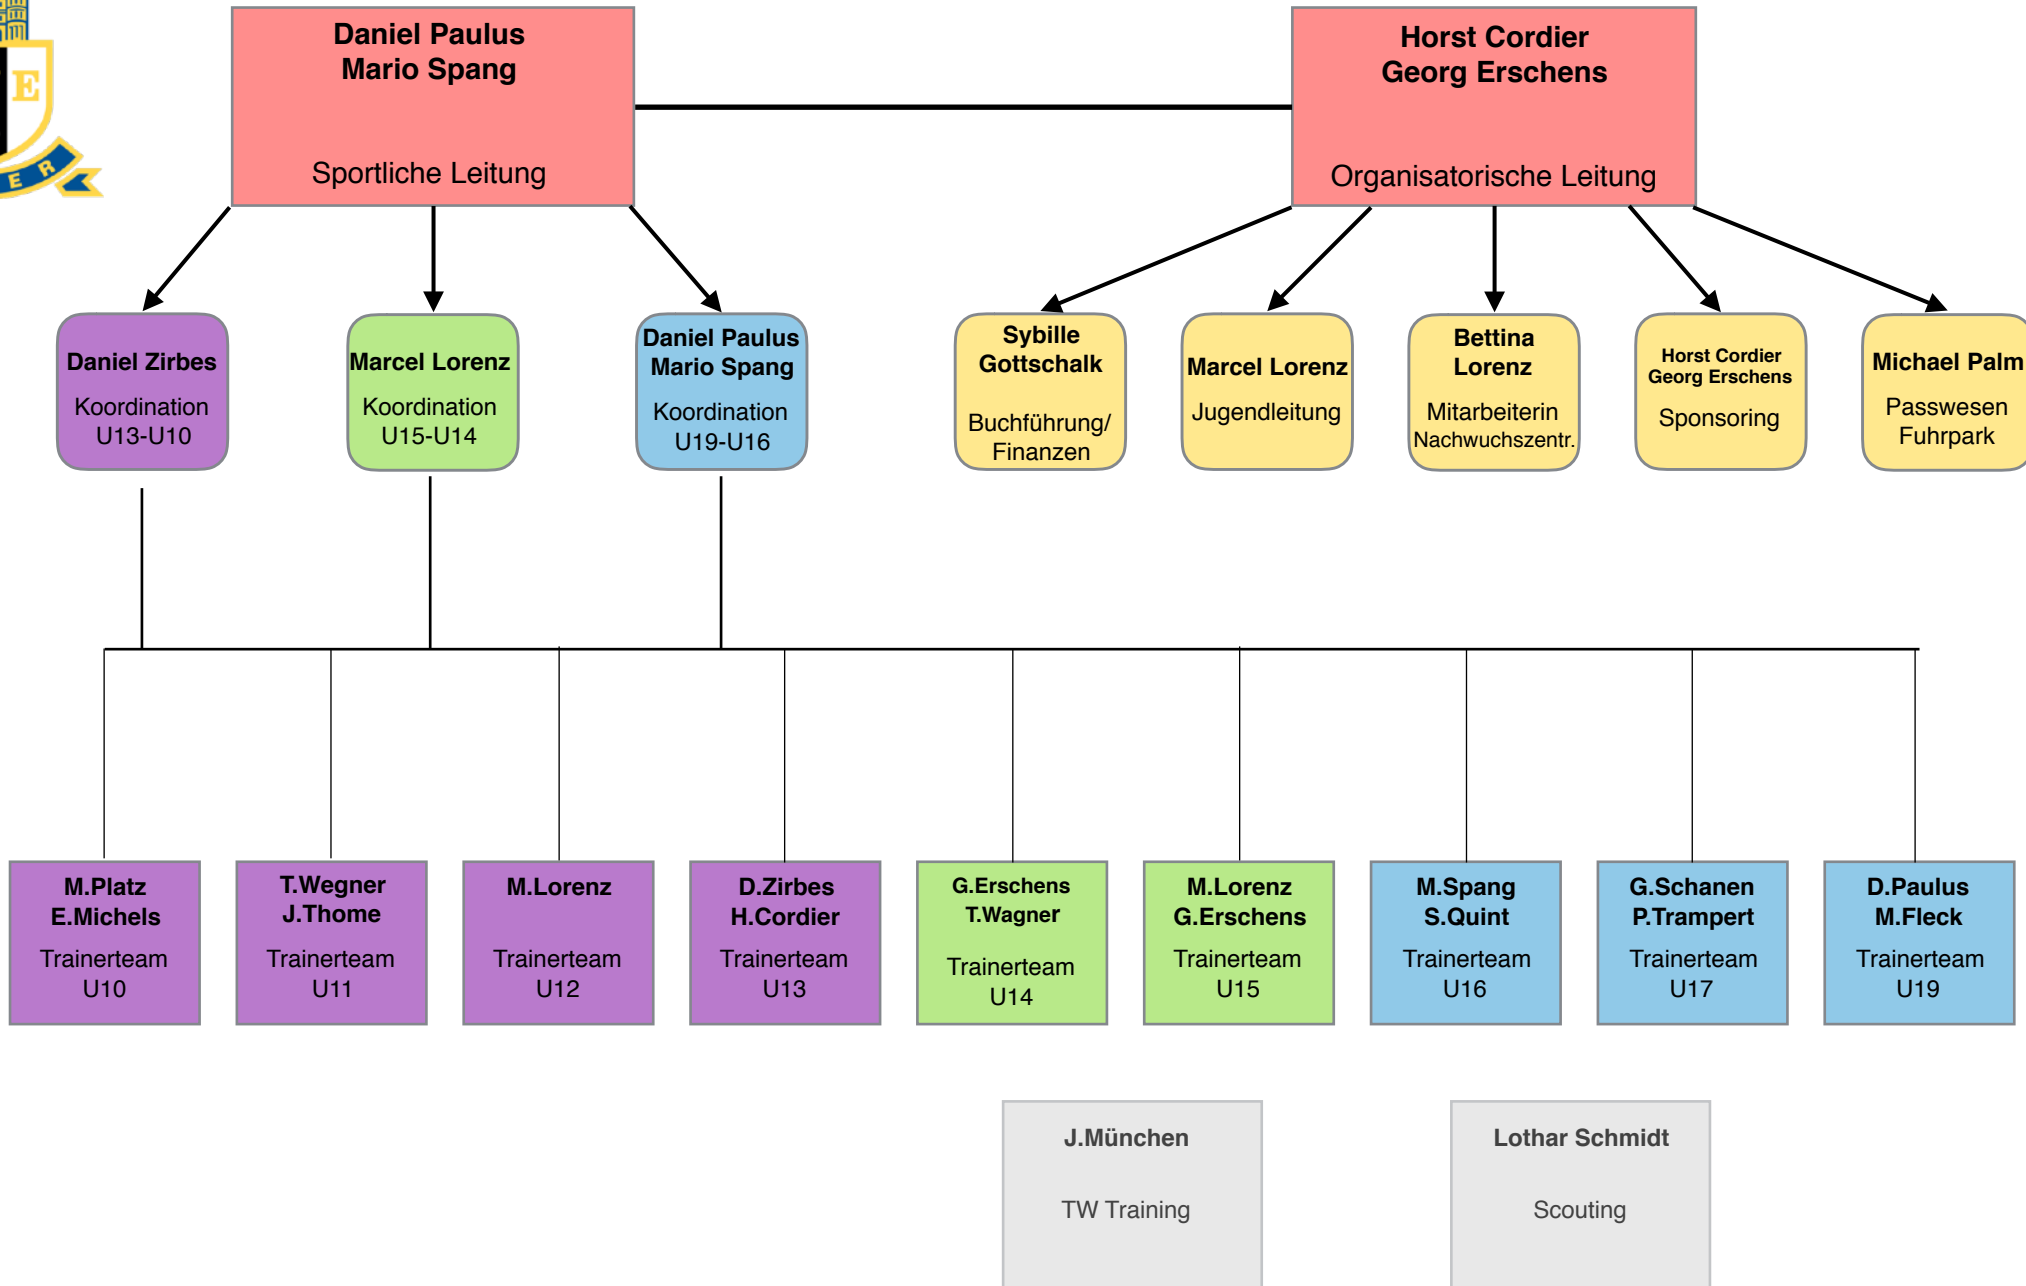 E
E R
Daniel Paulus
Mario Spang
Sportliche Leitung
Horst Cordier
Georg Erschens
Organisatorische Leitung
Daniel Zirbes
Koordination
U13-U10
Marcel Lorenz
Koordination
U15-U14
Daniel Paulus
Mario Spang
Koordination
U19-U16
Sybille
Gottschalk
Buchführung/
Finanzen
Marcel Lorenz
Jugendleitung
Bettina
Lorenz
Mitarbeiterin
Nachwuchszentr.
Horst Cordier
Georg Erschens
Sponsoring
Michael Palm
Passwesen
Fuhrpark
M.Platz
E.Michels
Trainerteam
U10
T.Wegner
J.Thome
Trainerteam
U11
M.Lorenz
Trainerteam
U12
D.Zirbes
H.Cordier
Trainerteam
U13
G.Erschens
T.Wagner
Trainerteam
U14
M.Lorenz
G.Erschens
Trainerteam
U15
M.Spang
S.Quint
Trainerteam
U16
G.Schanen
P.Trampert
Trainerteam
U17
D.Paulus
M.Fleck
Trainerteam
U19
J.München
TW Training
Lothar Schmidt
Scouting